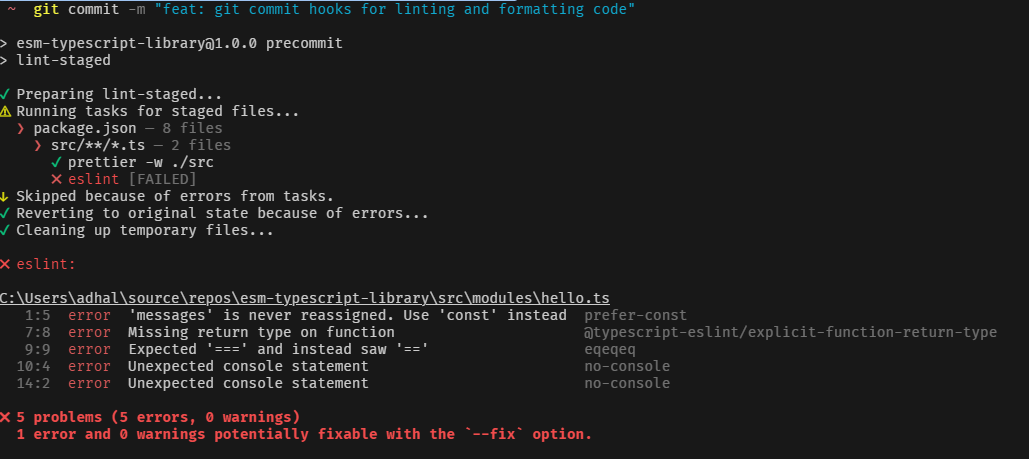 ~ git commit -m "feat: git commit hooks for linting and formatting code"
> esm-typescript-library@1.0.0 precommit
> lint-staged
✓ Preparing lint-staged...
⚠ Running tasks for staged files...
❯ package.json — 8 files
❯ src/**/*.ts — 2 files
✓ prettier -w ./src
✗ eslint [FAILED]
↓ Skipped because of errors from tasks.
✓ Reverting to original state because of errors...
✓ Cleaning up temporary files...
✗ eslint:
C:\Users\adhal\source\repos\esm-typescript-library\src\modules\hello.ts
1:5 error 'messages' is never reassigned. Use 'const' instead prefer-const
7:8 error Missing return type on function @typescript-eslint/explicit-function-return-type
9:9 error Expected '===' and instead saw '==' eqeqeq
10:4 error Unexpected console statement no-console
14:2 error Unexpected console statement no-console
✗ 5 problems (5 errors, 0 warnings)
1 error and 0 warnings potentially fixable with the `--fix` option.